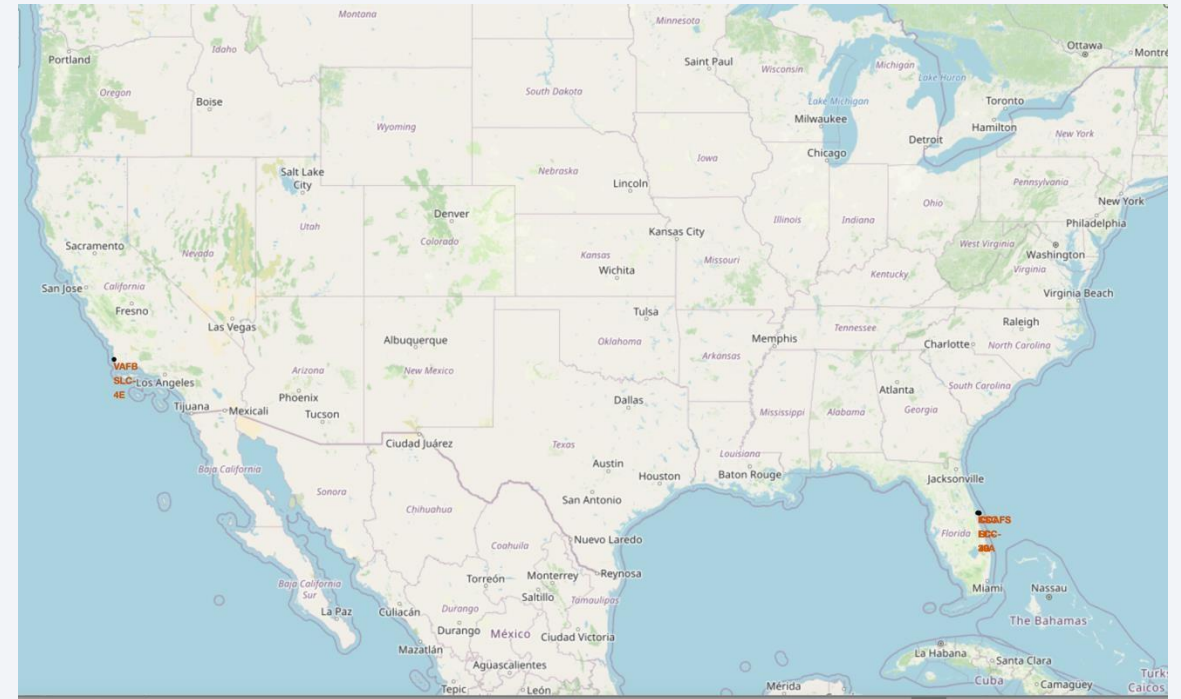 Montana
Minnesota
Portland
Idaho
Saint Paul
Wisconsin
Michigan
Ottawa
Lake Huron
Oregon
Boise
South Dakota
Lake Michigan
Toronto
Milwaukee
Hamilton
Wyoming
New York
Detroit
Chicago
Iowa
Salt Lake
City
Nebraska
Lincoln
Pennsylvania
Denver
Ohio
New York
Utah
Illinois
Indiana
Philadelphia
Sacramento
Colorado
Kansas City
West Virginia
Nevada
Kansas
Missouri
Washington
Wichita
Kentucky
Virginia
San Jose
California
Virginia Beach
Fresno
Tulsa
Raleigh
Las Vegas
Tennessee
Albuquerque
Oklahoma
Memphis
Charlotte
North Carolina
Arkansas
VAFB
SLC-
4E
Los Angeles
Arizona
New Mexico
Phoenix
Atlanta
South Carolina
Tijuana
Mexicali
Tucson
Dallas
Mississippi
Alabama
Georgia
Ciudad Juárez
Texas
Louisiana
Baja California
Austin
Houston
Baton Rouge
Jacksonville
Sonora
San Antonio
Chihuahua
Florida
Nuevo Laredo
Coahuila
Torreón
Monterrey
Reynosa
Baja California
Sur
Saltillo
Tamaulipas
Miami
Nassau
La Paz
Culiacán
Durango
The Bahamas
Durango
México
Ciudad Victoria
Mazatlán
La Habana
Aguascalientes
Santa Clara
Cuba
Camagüey
Tepic
León
Mérida
Caicos